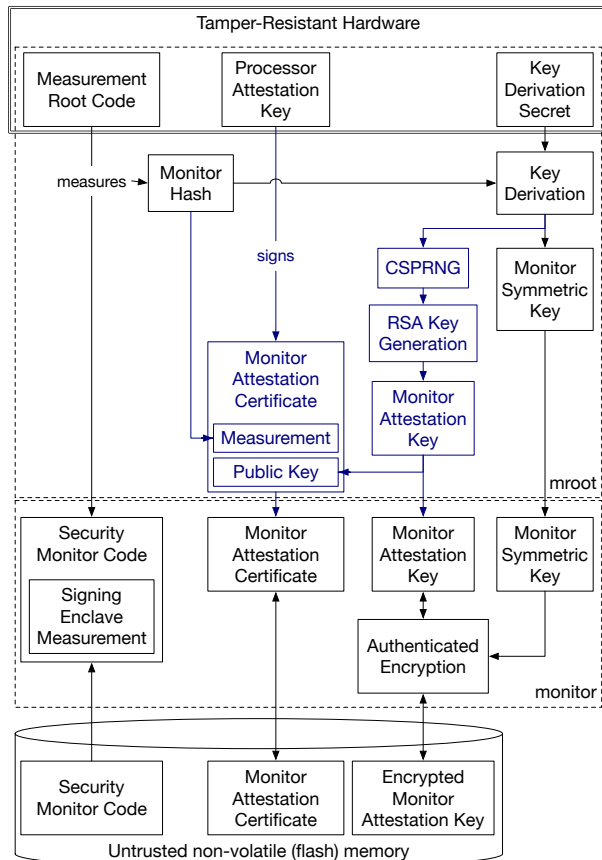 Tamper-Resistant Hardware
Measurement
Root Code
Processor
Attestation
Key
Key
Derivation
Secret
measures
Monitor
Hash
Key
Derivation
signs
CSPRNG
Monitor
Symmetric
Key
RSA Key
Generation
Monitor
Attestation
Certificate
Measurement
Public Key
Monitor
Attestation
Key
mroot
Security
Monitor Code
Signing
Enclave
Measurement
Monitor
Attestation
Certificate
Monitor
Attestation
Key
Monitor
Symmetric
Key
Authenticated
Encryption
monitor
Security
Monitor Code
Monitor
Attestation
Certificate
Encrypted
Monitor
Attestation Key
Untrusted non-volatile (flash) memory